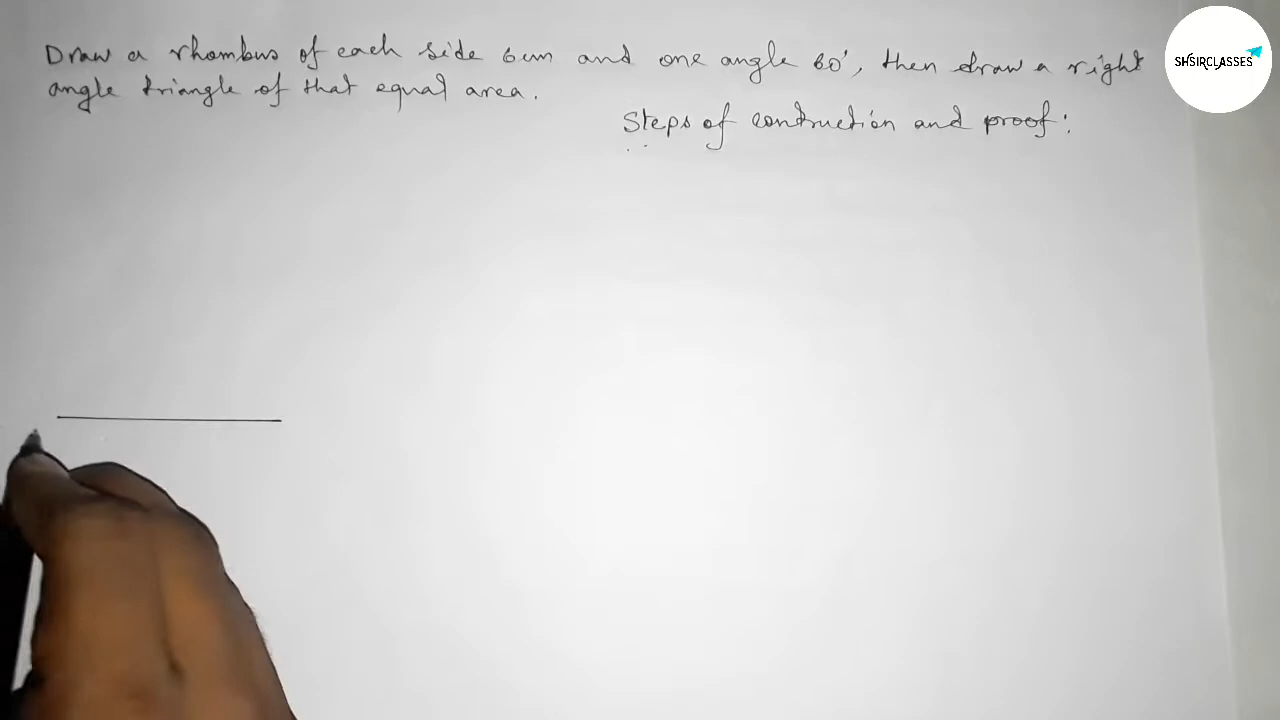 Draw a rhombus of each side 6cm and one angle 60°, then draw a right
angle triangle of that equal area.
Steps of contruction and proof:
SHSIRCLASSES